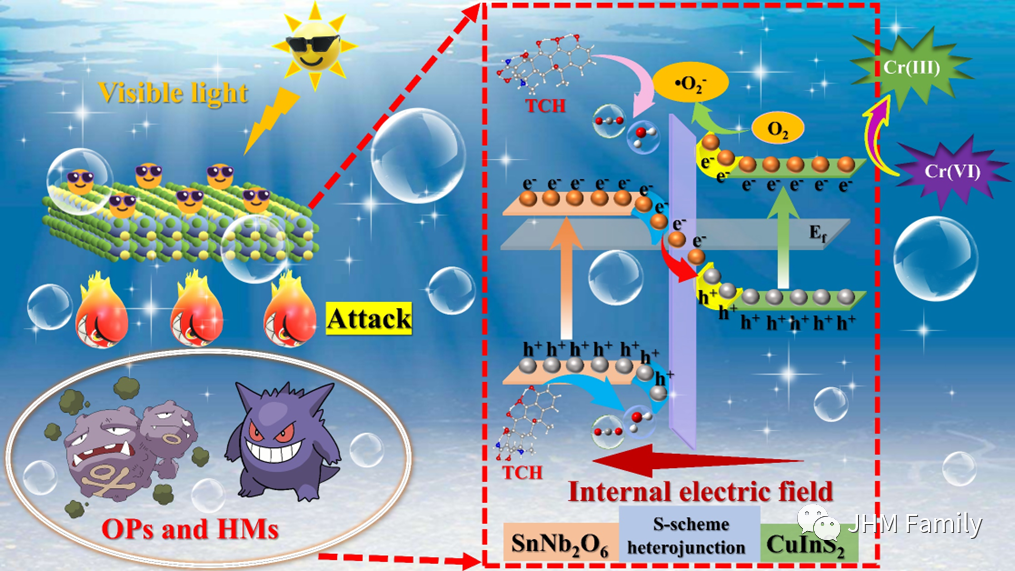 Visible light
Attack
OPs and HMs
TCH
•O₂⁻
O₂
Cr(III)
Cr(VI)
e⁻ e⁻
e⁻ e⁻ e⁻ e⁻ e⁻
e⁻ e⁻ e⁻ e⁻ e⁻ e⁻
e⁻
e⁻
e⁻
E_f
h⁺ h⁺
h⁺ h⁺ h⁺ h⁺ h⁺
h⁺ h⁺ h⁺ h⁺ h⁺ h⁺
h⁺
TCH
Internal electric field
SnNb₂O₆
S-scheme
heterojunction
CuInS₂
JHM Family